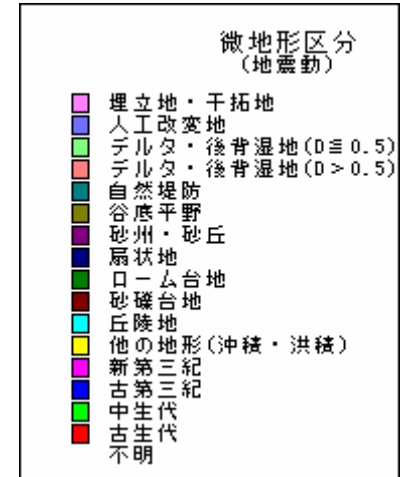 微地形区分
(地震動)
埋立地・干拓地
人工改変地
デルタ・後背湿地(D≦0.5)
デルタ・後背湿地(D>0.5)
自然堤防
谷底平野
砂州・砂丘
扇状地
ローム台地
砂礫台地
丘陵地
他の地形(沖積・洪積)
新第三紀
古第三紀
中生代
古生代
不明